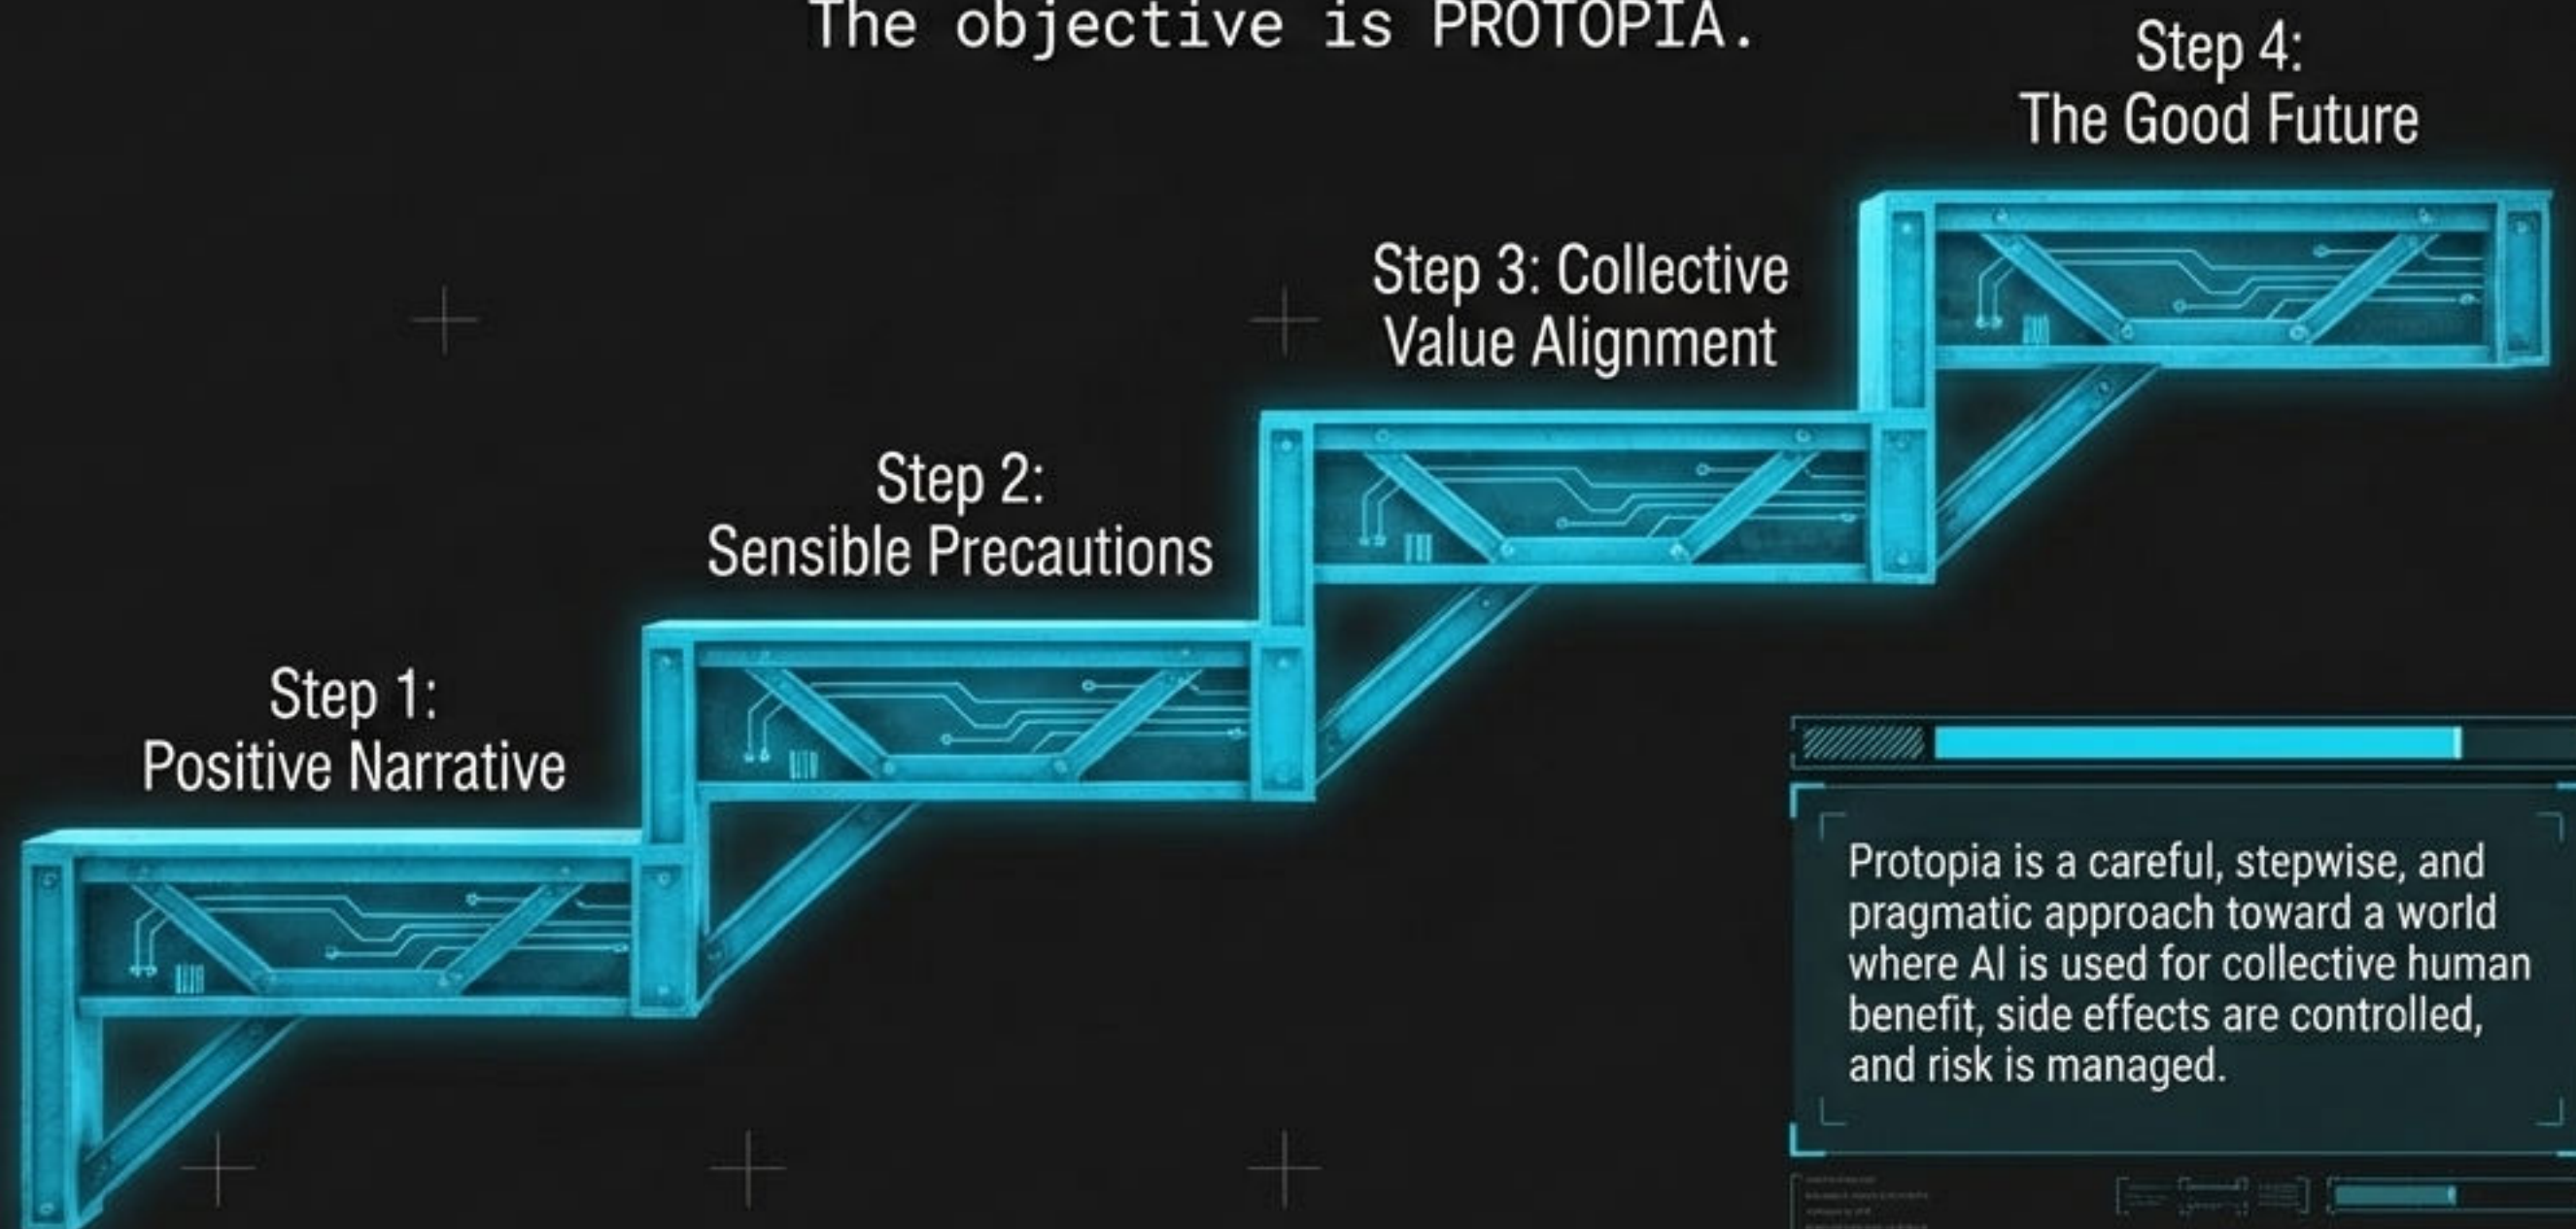 The objective is PROTOPIA.
Step 4:
The Good Future
Step 3: Collective
Value Alignment
Step 2:
Sensible Precautions
Step 1:
Positive Narrative
Protopia is a careful, stepwise, and
pragmatic approach toward a world
where AI is used for collective human
benefit, side effects are controlled,
and risk is managed.